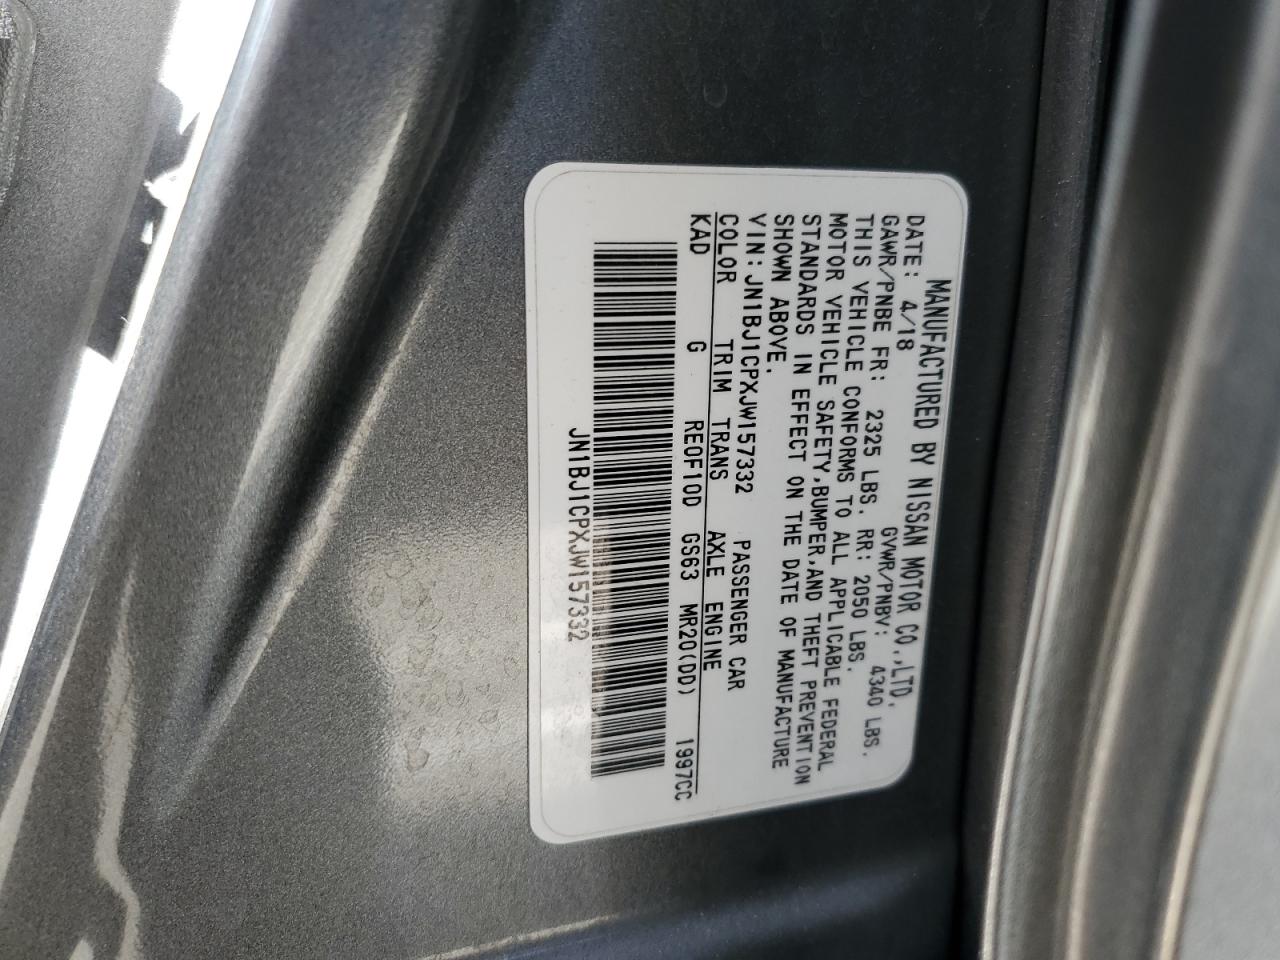 MANUFACTURED BY NISSAN MOTOR CO.,LTD.
DATE: 4/18 GVWR/PNBV: 4340 LBS.
GAWR/PNBE FR: 2325 LBS. RR: 2050 LBS.
THIS VEHICLE CONFORMS TO ALL APPLICABLE FEDERAL
MOTOR VEHICLE SAFETY,BUMPER,AND THEFT PREVENTION
STANDARDS IN EFFECT ON THE DATE OF MANUFACTURE
SHOWN ABOVE.
VIN: JN1BJ1CPXJW157332 PASSENGER CAR
COLOR TRIM TRANS AXLE ENGINE
KAD G RE0F10D GS63 MR20(DD) 1997CC
JN1BJ1CPXJW157332